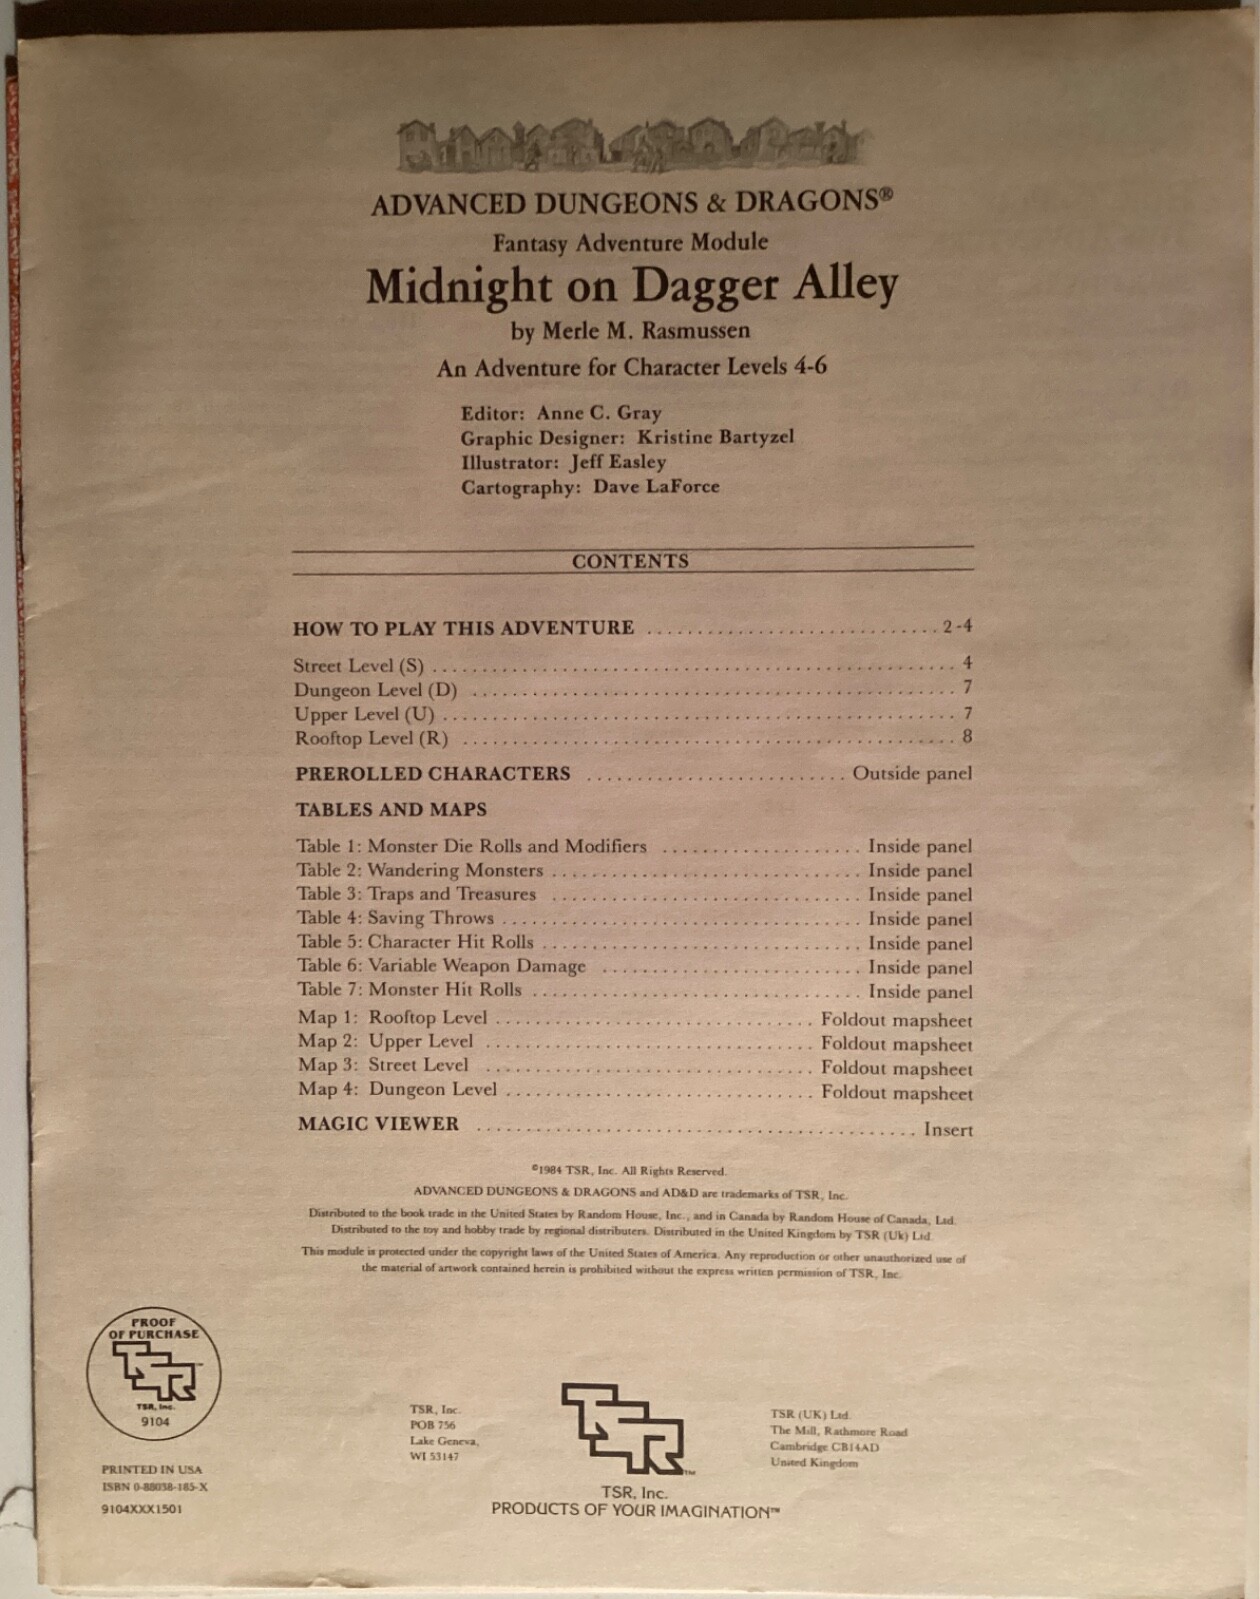 ADVANCED DUNGEONS & DRAGONS®
Fantasy Adventure Module
Midnight on Dagger Alley
by Merle M. Rasmussen
An Adventure for Character Levels 4-6
Editor: Anne C. Gray
Graphic Designer: Kristine Bartyzel
Illustrator: Jeff Easley
Cartography: Dave LaForce
CONTENTS
HOW TO PLAY THIS ADVENTURE ............................. 2-4
Street Level (S) ..................................................... 4
Dungeon Level (D) ................................................. 7
Upper Level (U) .................................................... 7
Rooftop Level (R) .................................................. 8
PREROLLED CHARACTERS .......................... Outside panel
TABLES AND MAPS
Table 1: Monster Die Rolls and Modifiers .................... Inside panel
Table 2: Wandering Monsters ............................... Inside panel
Table 3: Traps and Treasures ............................... Inside panel
Table 4: Saving Throws .................................... Inside panel
Table 5: Character Hit Rolls ................................ Inside panel
Table 6: Variable Weapon Damage .......................... Inside panel
Table 7: Monster Hit Rolls ................................. Inside panel
Map 1: Rooftop Level ................................ Foldout mapsheet
Map 2: Upper Level ................................. Foldout mapsheet
Map 3: Street Level ................................. Foldout mapsheet
Map 4: Dungeon Level ............................... Foldout mapsheet
MAGIC VIEWER ............................................ Insert
©1984 TSR, Inc. All Rights Reserved.
ADVANCED DUNGEONS & DRAGONS and AD&D are trademarks of TSR, Inc.
Distributed to the book trade in the United States by Random House, Inc., and in Canada by Random House of Canada, Ltd.
Distributed to the toy and hobby trade by regional distributers. Distributed in the United Kingdom by TSR (Uk) Ltd.
This module is protected under the copyright laws of the United States of America. Any reproduction or other unauthorized use of
the material of artwork contained herein is prohibited without the express written permission of TSR, Inc.
PROOF
OF PURCHASE
TSR™
TSR, Inc.
9104
PRINTED IN USA
ISBN 0-88038-185-X
9104XXX1501
TSR, Inc.
POB 756
Lake Geneva,
WI 53147
TSR™
TSR, Inc.
PRODUCTS OF YOUR IMAGINATION™
TSR (UK) Ltd.
The Mill, Rathmore Road
Cambridge CB14AD
United Kingdom